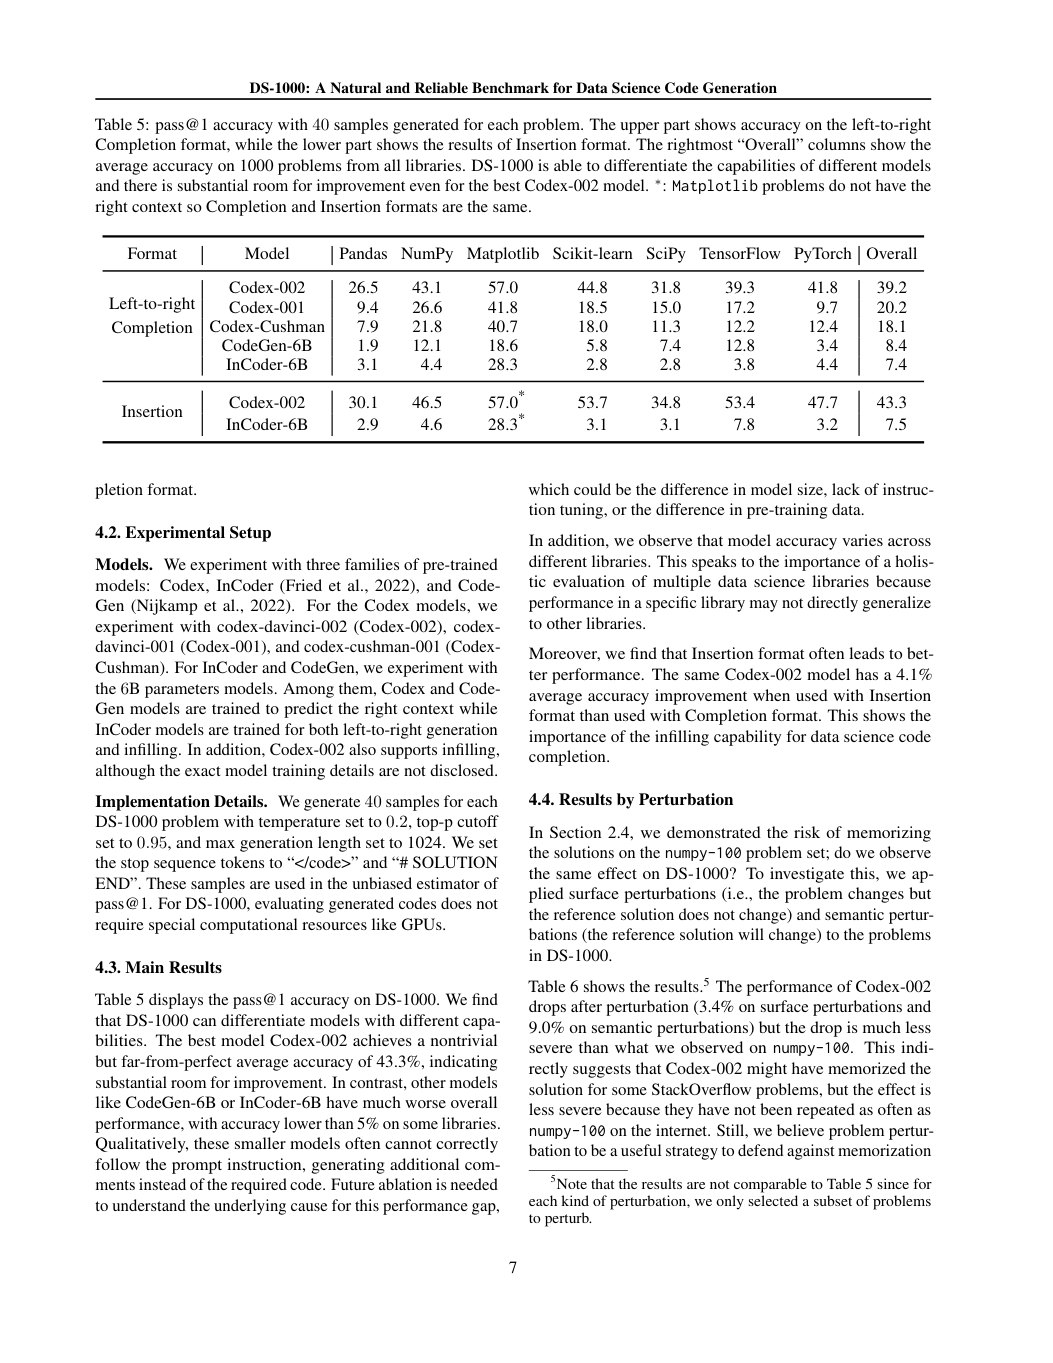 DS-1000: A Natural and Reliable Benchmark for Data Science Code Generation
Table 5: pass@1 accuracy with 40 samples generated for each problem. The upper part shows accuracy on the left-to-right
Completion format, while the lower part shows the results of Insertion format. The rightmost “Overall” columns show the
average accuracy on 1000 problems from all libraries. DS-1000 is able to differentiate the capabilities of different models
and there is substantial room for improvement even for the best Codex-002 model. *: Matplotlib problems do not have the
right context so Completion and Insertion formats are the same.
Format Model Pandas NumPy Matplotlib Scikit-learn SciPy TensorFlow PyTorch Overall
Left-to-right Completion
Codex-002 26.5 43.1 57.0 44.8 31.8 39.3 41.8 39.2
Codex-001 9.4 26.6 41.8 18.5 15.0 17.2 9.7 20.2
Codex-Cushman 7.9 21.8 40.7 18.0 11.3 12.2 12.4 18.1
CodeGen-6B 1.9 12.1 18.6 5.8 7.4 12.8 3.4 8.4
InCoder-6B 3.1 4.4 28.3 2.8 2.8 3.8 4.4 7.4
Insertion
Codex-002 30.1 46.5 57.0* 53.7 34.8 53.4 47.7 43.3
InCoder-6B 2.9 4.6 28.3* 3.1 3.1 7.8 3.2 7.5
pletion format.
4.2. Experimental Setup
Models. We experiment with three families of pre-trained
models: Codex, InCoder (Fried et al., 2022), and Code-
Gen (Nijkamp et al., 2022). For the Codex models, we
experiment with codex-davinci-002 (Codex-002), codex-
davinci-001 (Codex-001), and codex-cushman-001 (Codex-
Cushman). For InCoder and CodeGen, we experiment with
the 6B parameters models. Among them, Codex and Code-
Gen models are trained to predict the right context while
InCoder models are trained for both left-to-right generation
and infilling. In addition, Codex-002 also supports infilling,
although the exact model training details are not disclosed.
Implementation Details. We generate 40 samples for each
DS-1000 problem with temperature set to 0.2, top-p cutoff
set to 0.95, and max generation length set to 1024. We set
the stop sequence tokens to “</code>” and “# SOLUTION
END”. These samples are used in the unbiased estimator of
pass@1. For DS-1000, evaluating generated codes does not
require special computational resources like GPUs.
4.3. Main Results
Table 5 displays the pass@1 accuracy on DS-1000. We find
that DS-1000 can differentiate models with different capa-
bilities. The best model Codex-002 achieves a nontrivial
but far-from-perfect average accuracy of 43.3%, indicating
substantial room for improvement. In contrast, other models
like CodeGen-6B or InCoder-6B have much worse overall
performance, with accuracy lower than 5% on some libraries.
Qualitatively, these smaller models often cannot correctly
follow the prompt instruction, generating additional com-
ments instead of the required code. Future ablation is needed
to understand the underlying cause for this performance gap,
which could be the difference in model size, lack of instruc-
tion tuning, or the difference in pre-training data.
In addition, we observe that model accuracy varies across
different libraries. This speaks to the importance of a holis-
tic evaluation of multiple data science libraries because
performance in a specific library may not directly generalize
to other libraries.
Moreover, we find that Insertion format often leads to bet-
ter performance. The same Codex-002 model has a 4.1%
average accuracy improvement when used with Insertion
format than used with Completion format. This shows the
importance of the infilling capability for data science code
completion.
4.4. Results by Perturbation
In Section 2.4, we demonstrated the risk of memorizing
the solutions on the numpy-100 problem set; do we observe
the same effect on DS-1000? To investigate this, we ap-
plied surface perturbations (i.e., the problem changes but
the reference solution does not change) and semantic pertur-
bations (the reference solution will change) to the problems
in DS-1000.
Table 6 shows the results.5 The performance of Codex-002
drops after perturbation (3.4% on surface perturbations and
9.0% on semantic perturbations) but the drop is much less
severe than what we observed on numpy-100. This indi-
rectly suggests that Codex-002 might have memorized the
solution for some StackOverflow problems, but the effect is
less severe because they have not been repeated as often as
numpy-100 on the internet. Still, we believe problem pertur-
bation to be a useful strategy to defend against memorization
5Note that the results are not comparable to Table 5 since for
each kind of perturbation, we only selected a subset of problems
to perturb.
7